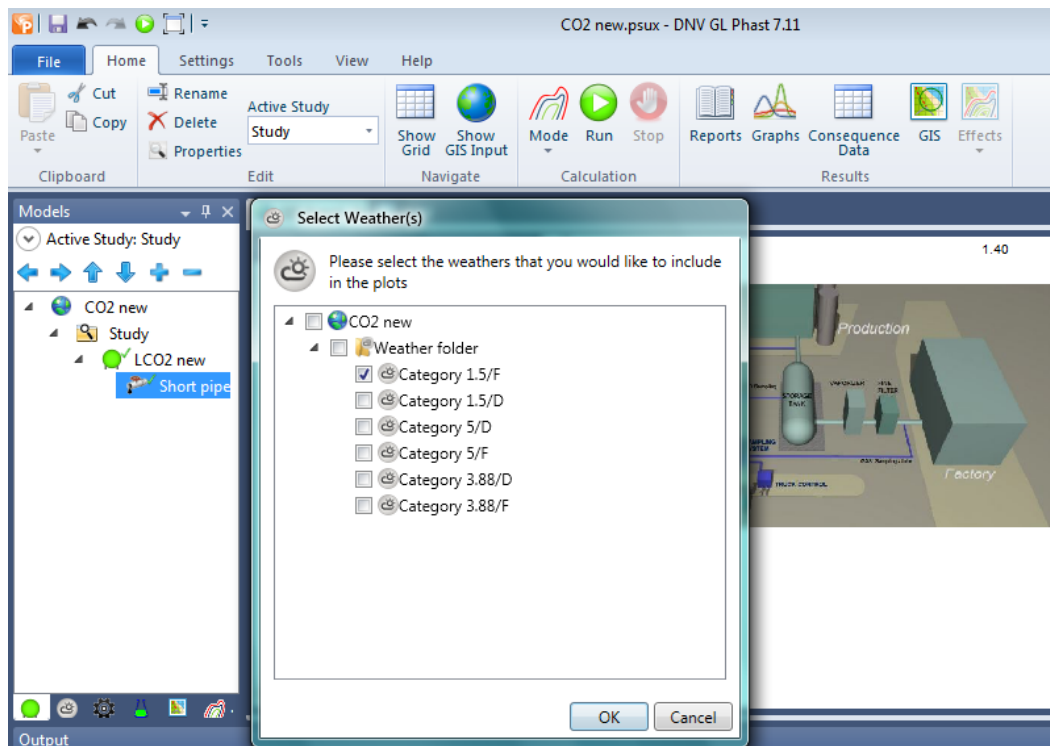 CO2 new.psux - DNV GL Phast 7.11
File Home Settings Tools View Help
Cut
Copy
Paste
Clipboard
Rename
Delete
Properties
Active Study
Study
Edit
Show Grid
Show GIS Input
Navigate
Mode
Run
Stop
Calculation
Reports
Graphs
Consequence Data
GIS
Effects
Results
Models
Active Study: Study
CO2 new
Study
LCO2 new
Short pipe
Select Weather(s)
Please select the weathers that you would like to include
in the plots
CO2 new
Weather folder
Category 1.5/F
Category 1.5/D
Category 5/D
Category 5/F
Category 3.88/D
Category 3.88/F
OK
Cancel
1.40
Production
STORAGE
TANK
VAPORIZER
FINE
FILTER
TRUCK CONTROL
Factory
Output